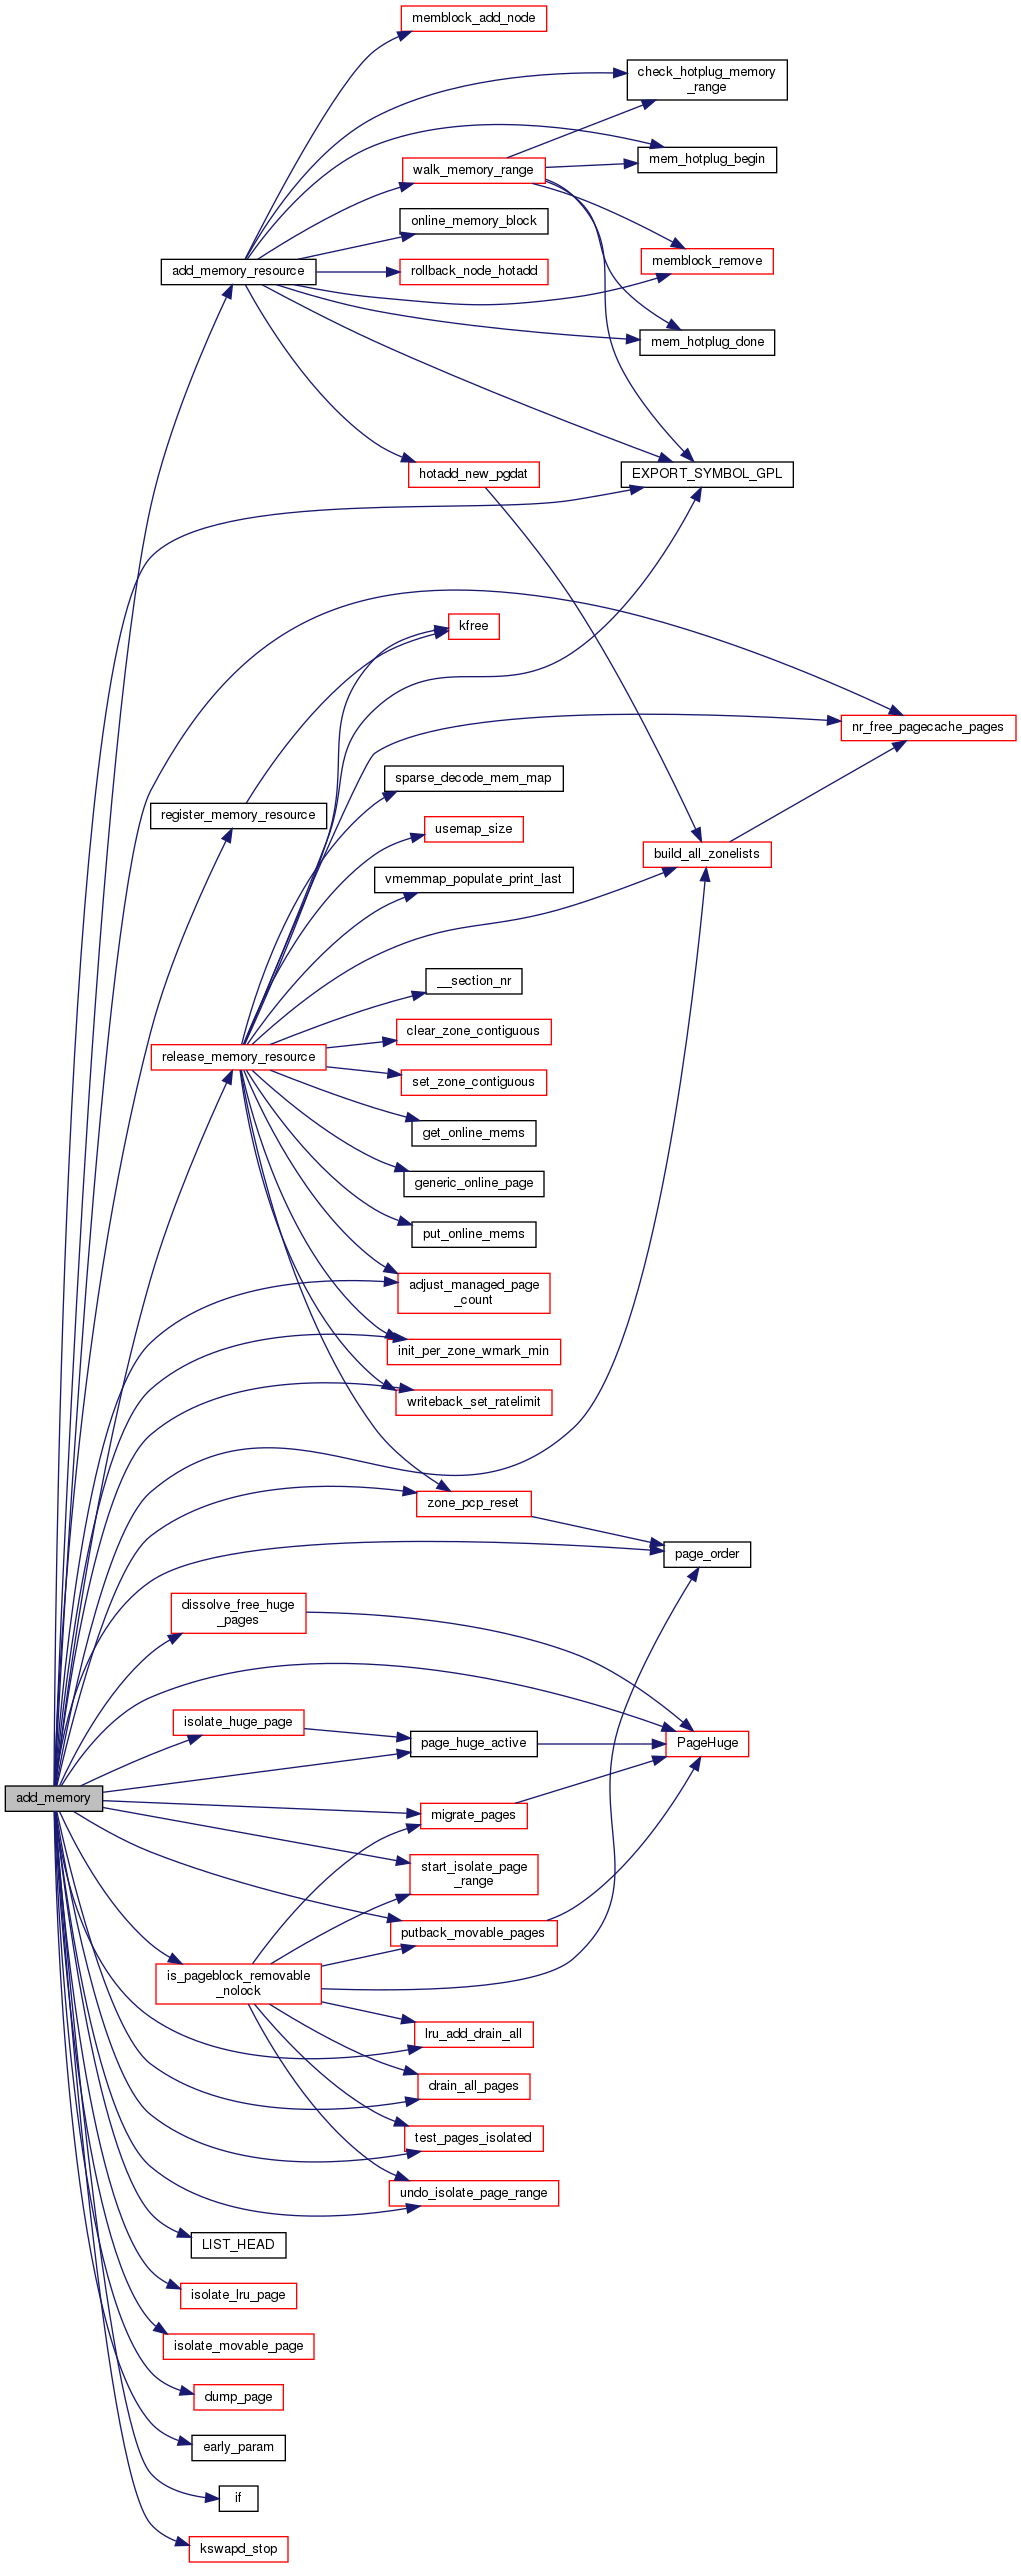 memblock_add_node
check_hotplug_memory
_range
mem_hotplug_begin
walk_memory_range
online_memory_block
memblock_remove
add_memory_resource
rollback_node_hotadd
mem_hotplug_done
hotadd_new_pgdat
EXPORT_SYMBOL_GPL
kfree
nr_free_pagecache_pages
sparse_decode_mem_map
register_memory_resource
usemap_size
build_all_zonelists
vmemmap_populate_print_last
__section_nr
clear_zone_contiguous
release_memory_resource
set_zone_contiguous
get_online_mems
generic_online_page
put_online_mems
adjust_managed_page
_count
init_per_zone_wmark_min
writeback_set_ratelimit
zone_pcp_reset
page_order
dissolve_free_huge
_pages
isolate_huge_page
page_huge_active
PageHuge
add_memory
migrate_pages
start_isolate_page
_range
putback_movable_pages
is_pageblock_removable
_nolock
lru_add_drain_all
drain_all_pages
test_pages_isolated
undo_isolate_page_range
LIST_HEAD
isolate_lru_page
isolate_movable_page
dump_page
early_param
if
kswapd_stop